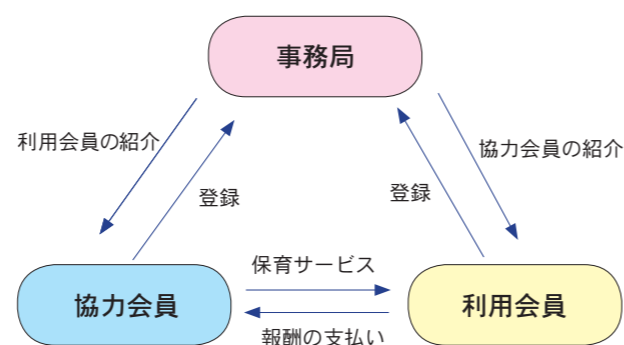 事務局
利用会員の紹介
協力会員の紹介
登録
登録
保育サービス
協力会員
利用会員
報酬の支払い